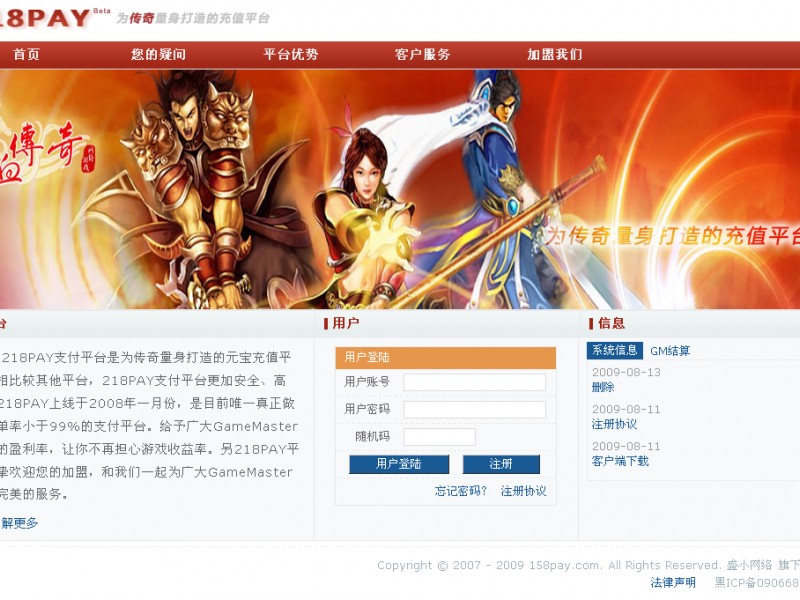 18PAY Beta 为传奇量身打造的充值平台
首页 您的疑问 平台优势 客户服务 加盟我们
血傳奇
为传奇量身打造的充值平台
台
218PAY支付平台是为传奇量身打造的元宝充值平
相比较其他平台，218PAY支付平台更加安全、高
218PAY上线于2008年一月份，是目前唯一真正做
单率小于99%的支付平台。给予广大GameMaster
的盈利率，让你不再担心游戏收益率。另218PAY平
挚欢迎您的加盟，和我们一起为广大GameMaster
完美的服务。
解更多
用户
用户登陆
用户账号
用户密码
随机码
用户登陆 注册
忘记密码？ 注册协议
信息
系统信息 GM结算
2009-08-13
删除
2009-08-11
注册协议
2009-08-11
客户端下载
Copyright © 2007 - 2009 158pay.com. All Rights Reserved. 盛小网络 旗下
法律声明 黑ICP备090668